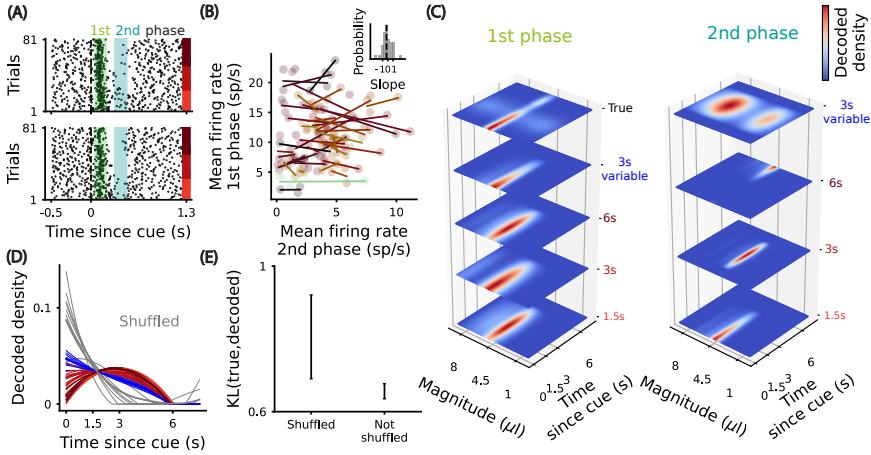 (A)
1st 2nd phase
81
Trials
1
81
Trials
1
-0.5 0 1.3
Time since cue (s)
(B)
Probability
-101
Slope
20
15
10
5
Mean firing rate
1st phase (sp/s)
0 5 10
Mean firing rate
2nd phase (sp/s)
(C)
1st phase
2nd phase
Decoded
density
True
3s
variable
6s
3s
1.5s
8
4.5
1
Magnitude (μl)
0 1.5 3 6
Time
since cue (s)
3s
variable
6s
3s
1.5s
8
4.5
1
Magnitude (μl)
0 1.5 3 6
Time
since cue (s)
(D)
Decoded density
0.1
0
Shuffled
0 1.5 3 6
Time since cue (s)
(E)
KL(true,decoded)
1
0.6
Shuffled
Not
shuffled